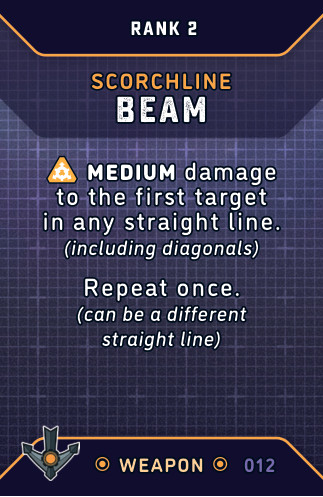 RANK 2
SCORCHLINE
BEAM
MEDIUM damage
to the first target
in any straight line.
(including diagonals)
Repeat once.
(can be a different
straight line)
WEAPON 012